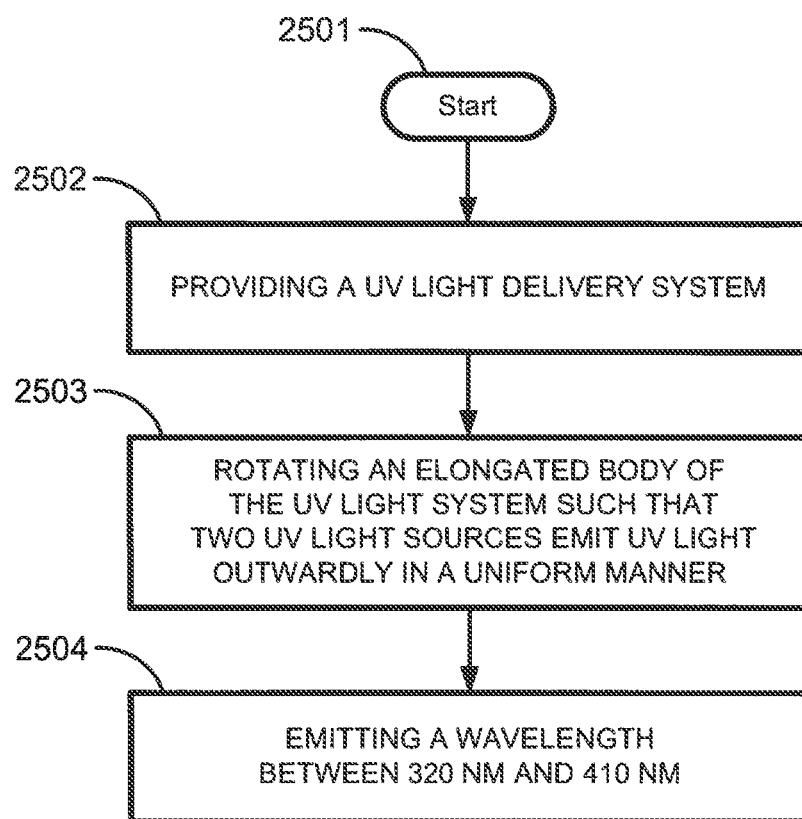 2501
Start
2502
PROVIDING A UV LIGHT DELIVERY SYSTEM
2503
ROTATING AN ELONGATED BODY OF
THE UV LIGHT SYSTEM SUCH THAT
TWO UV LIGHT SOURCES EMIT UV LIGHT
OUTWARDLY IN A UNIFORM MANNER
2504
EMITTING A WAVELENGTH
BETWEEN 320 NM AND 410 NM